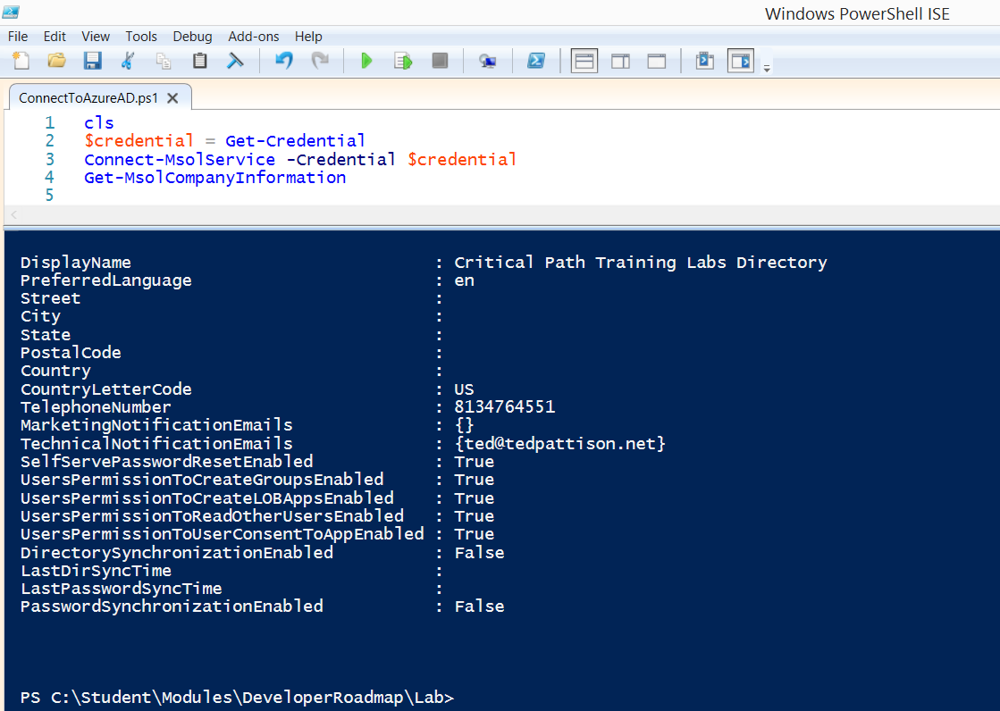 Windows PowerShell ISE
File Edit View Tools Debug Add-ons Help
ConnectToAzureAD.ps1
1 cls
2 $credential = Get-Credential
3 Connect-MsolService -Credential $credential
4 Get-MsolCompanyInformation
5
DisplayName : Critical Path Training Labs Directory
PreferredLanguage : en
Street :
City :
State :
PostalCode :
Country :
CountryLetterCode : US
TelephoneNumber : 8134764551
MarketingNotificationEmails : {}
TechnicalNotificationEmails : {ted@tedpattison.net}
SelfServePasswordResetEnabled : True
UsersPermissionToCreateGroupsEnabled : True
UsersPermissionToCreateLOBAppsEnabled : True
UsersPermissionToReadOtherUsersEnabled : True
UsersPermissionToUserConsentToAppEnabled : True
DirectorySynchronizationEnabled : False
LastDirSyncTime :
LastPasswordSyncTime :
PasswordSynchronizationEnabled : False
PS C:\Student\Modules\DeveloperRoadmap\Lab>